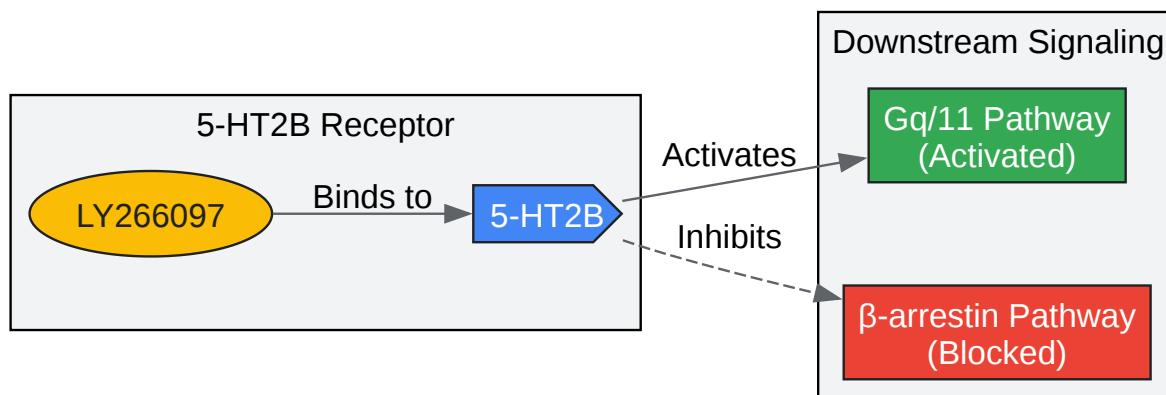 Downstream Signaling
5-HT2B Receptor
Gq/11 Pathway
(Activated)
Activates
LY266097
Binds to
5-HT2B
Inhibits
β-arrestin Pathway
(Blocked)